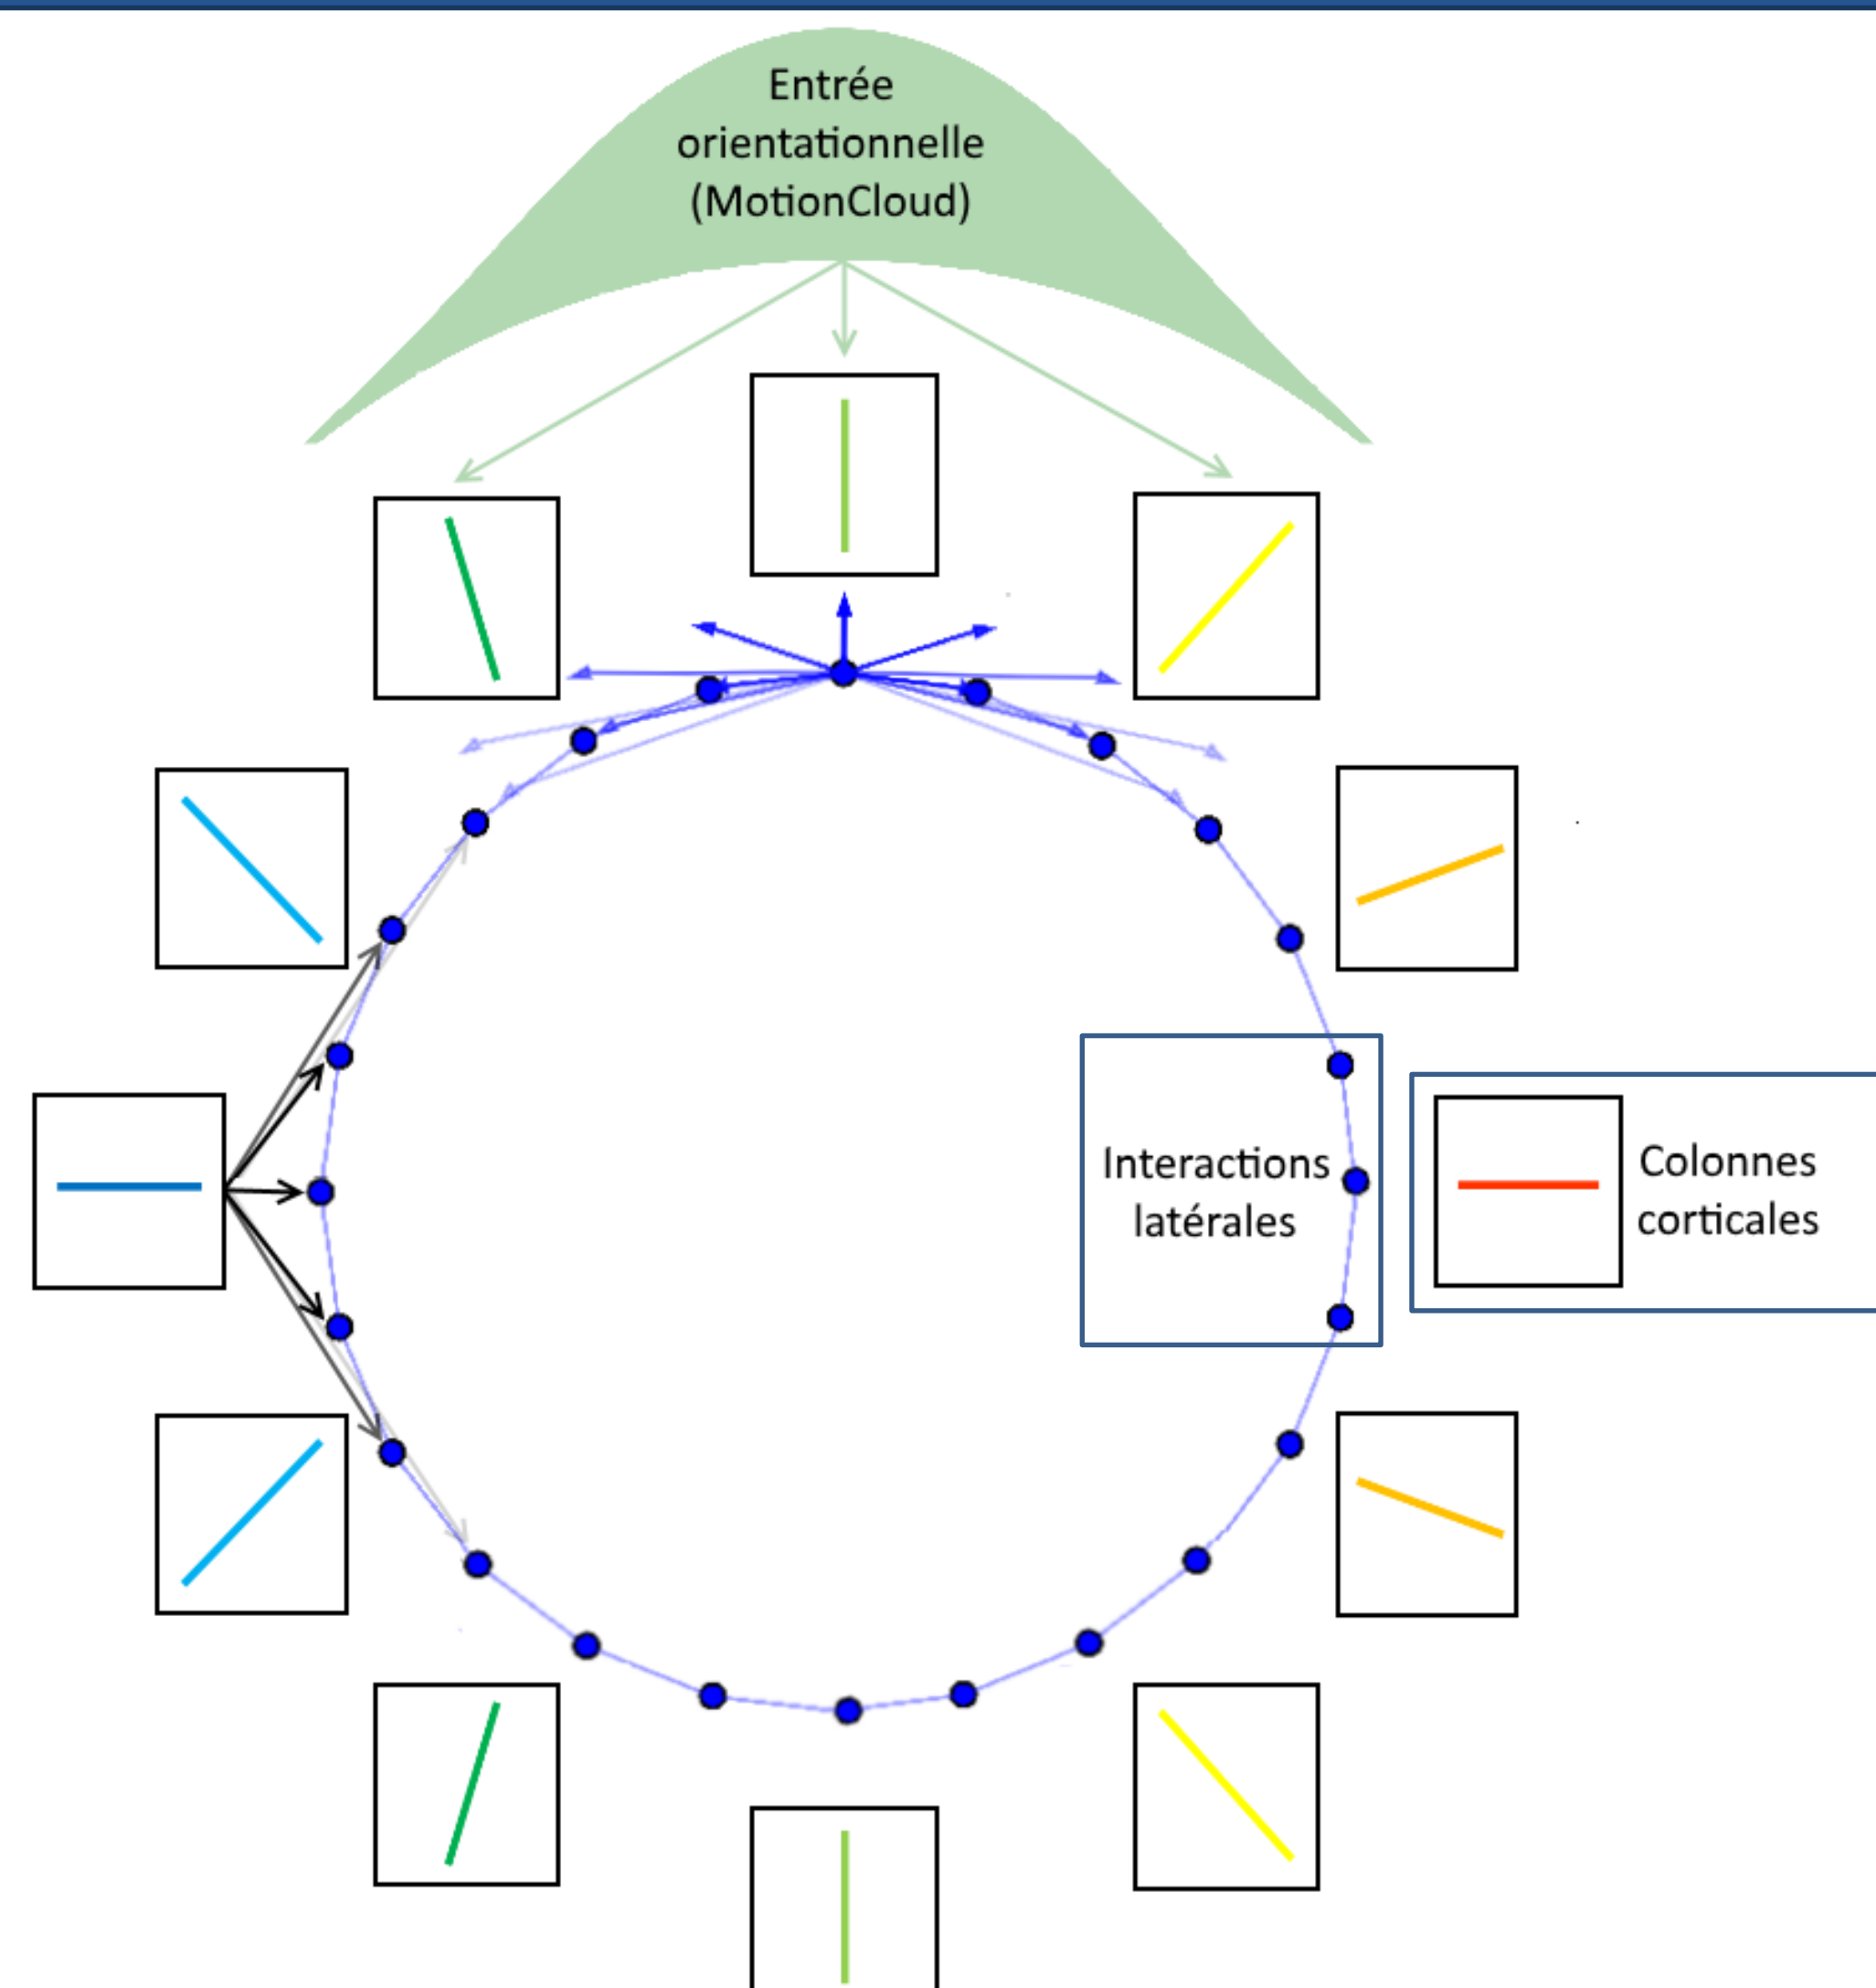 Entrée
orientationnelle
(MotionCloud)
Interactions
latérales
Colonnes
corticales